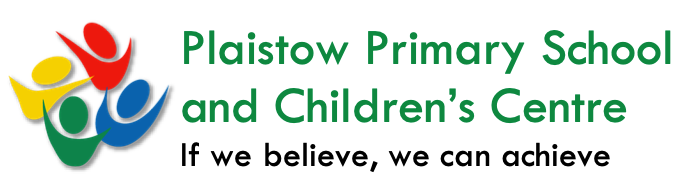 Plaistow Primary School
and Children’s Centre
If we believe, we can achieve